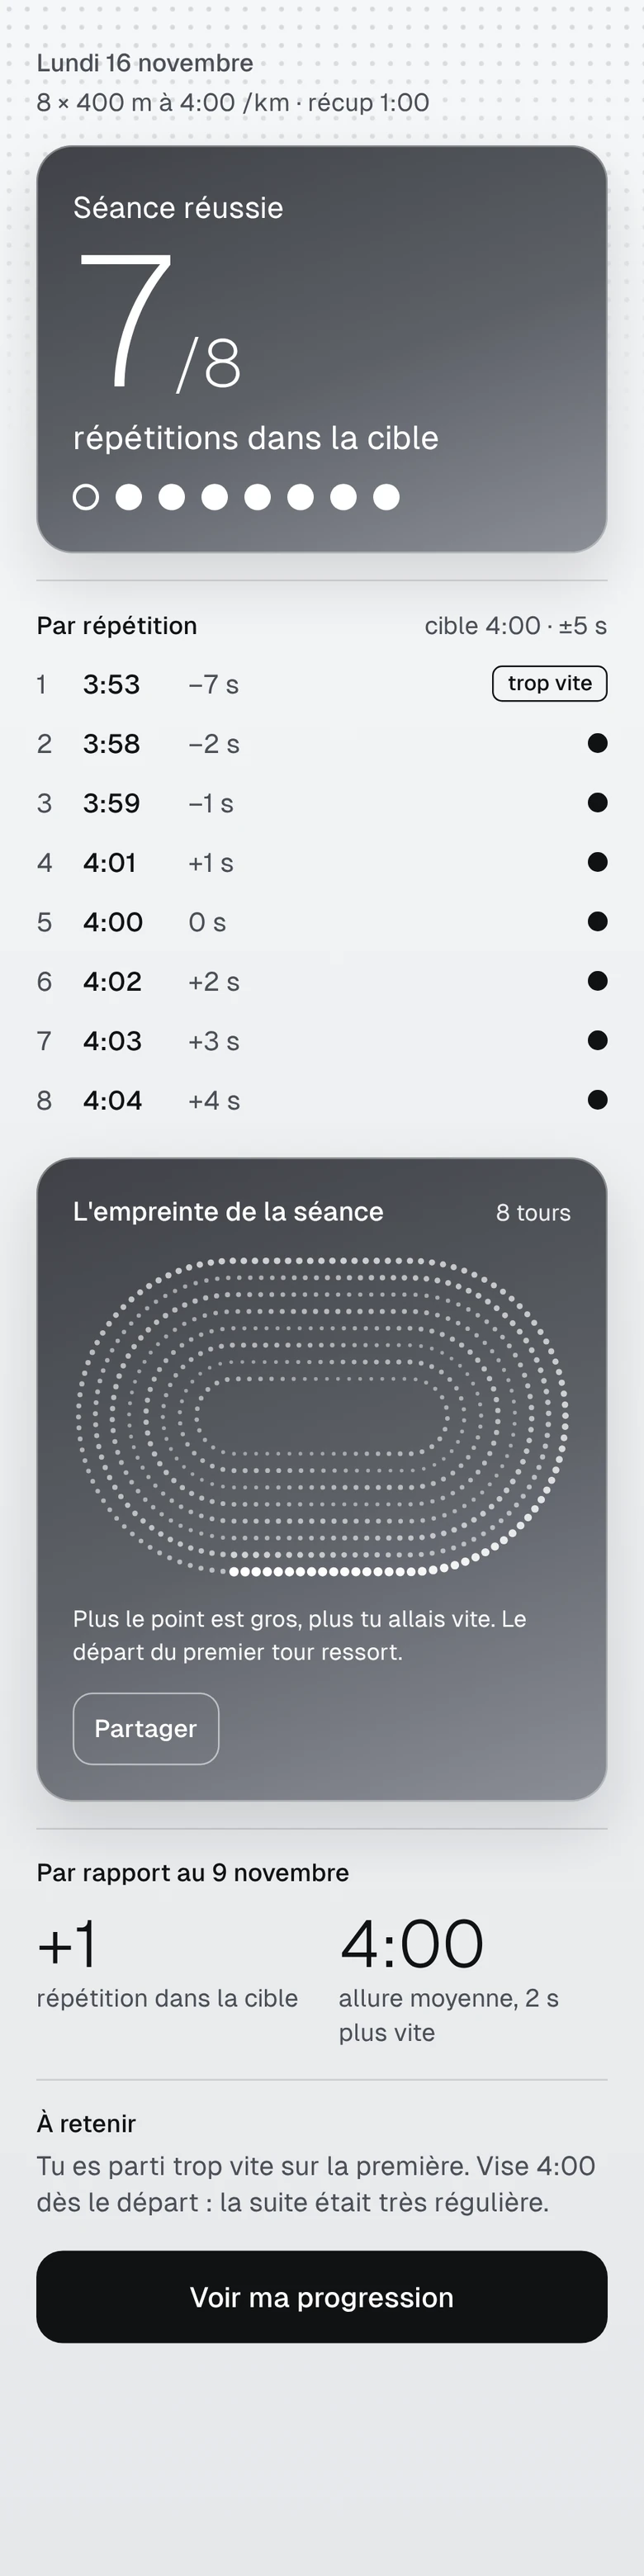 Lundi 16 novembre
8 × 400 m à 4:00 /km · récup 1:00
Séance réussie
7/8
répétitions dans la cible
Par répétition cible 4:00 · ±5 s
1 3:53 −7 s trop vite
2 3:58 −2 s
3 3:59 −1 s
4 4:01 +1 s
5 4:00 0 s
6 4:02 +2 s
7 4:03 +3 s
8 4:04 +4 s
L'empreinte de la séance 8 tours
Plus le point est gros, plus tu allais vite. Le
départ du premier tour ressort.
Partager
Par rapport au 9 novembre
+1 4:00
répétition dans la cible allure moyenne, 2 s
plus vite
À retenir
Tu es parti trop vite sur la première. Vise 4:00
dès le départ : la suite était très régulière.
Voir ma progression